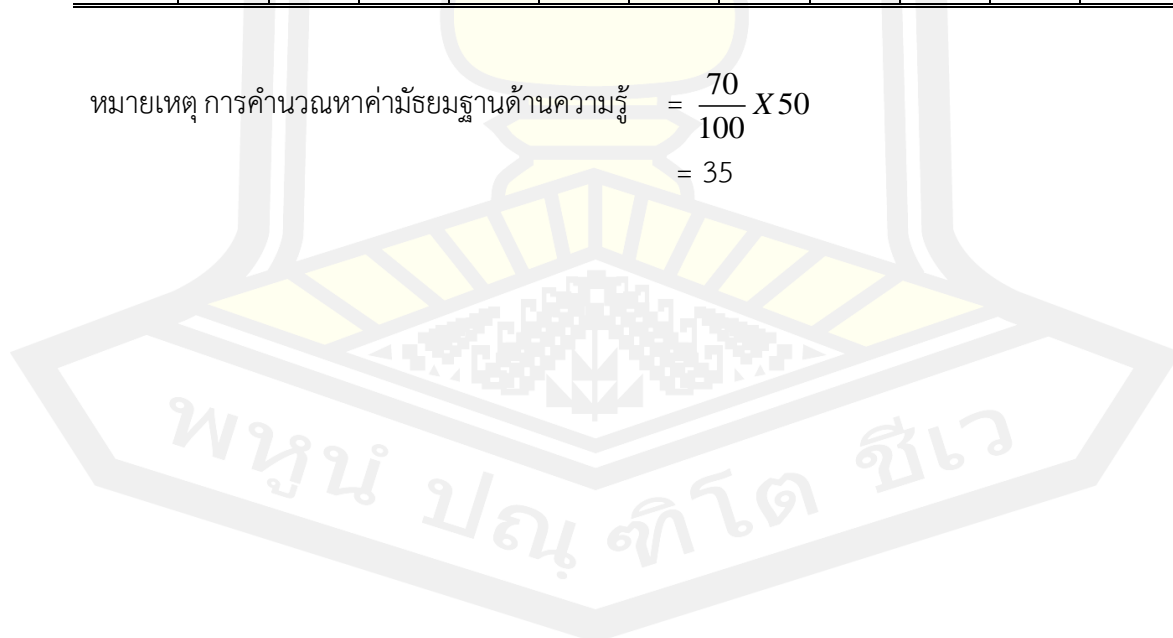 หมายเหตุ การคำนวณหาค่ามัธยมฐานด้านความรู้ = \frac{70}{100} X 50
= 35
พหูนํ ปณฺฑิโต ชีเว